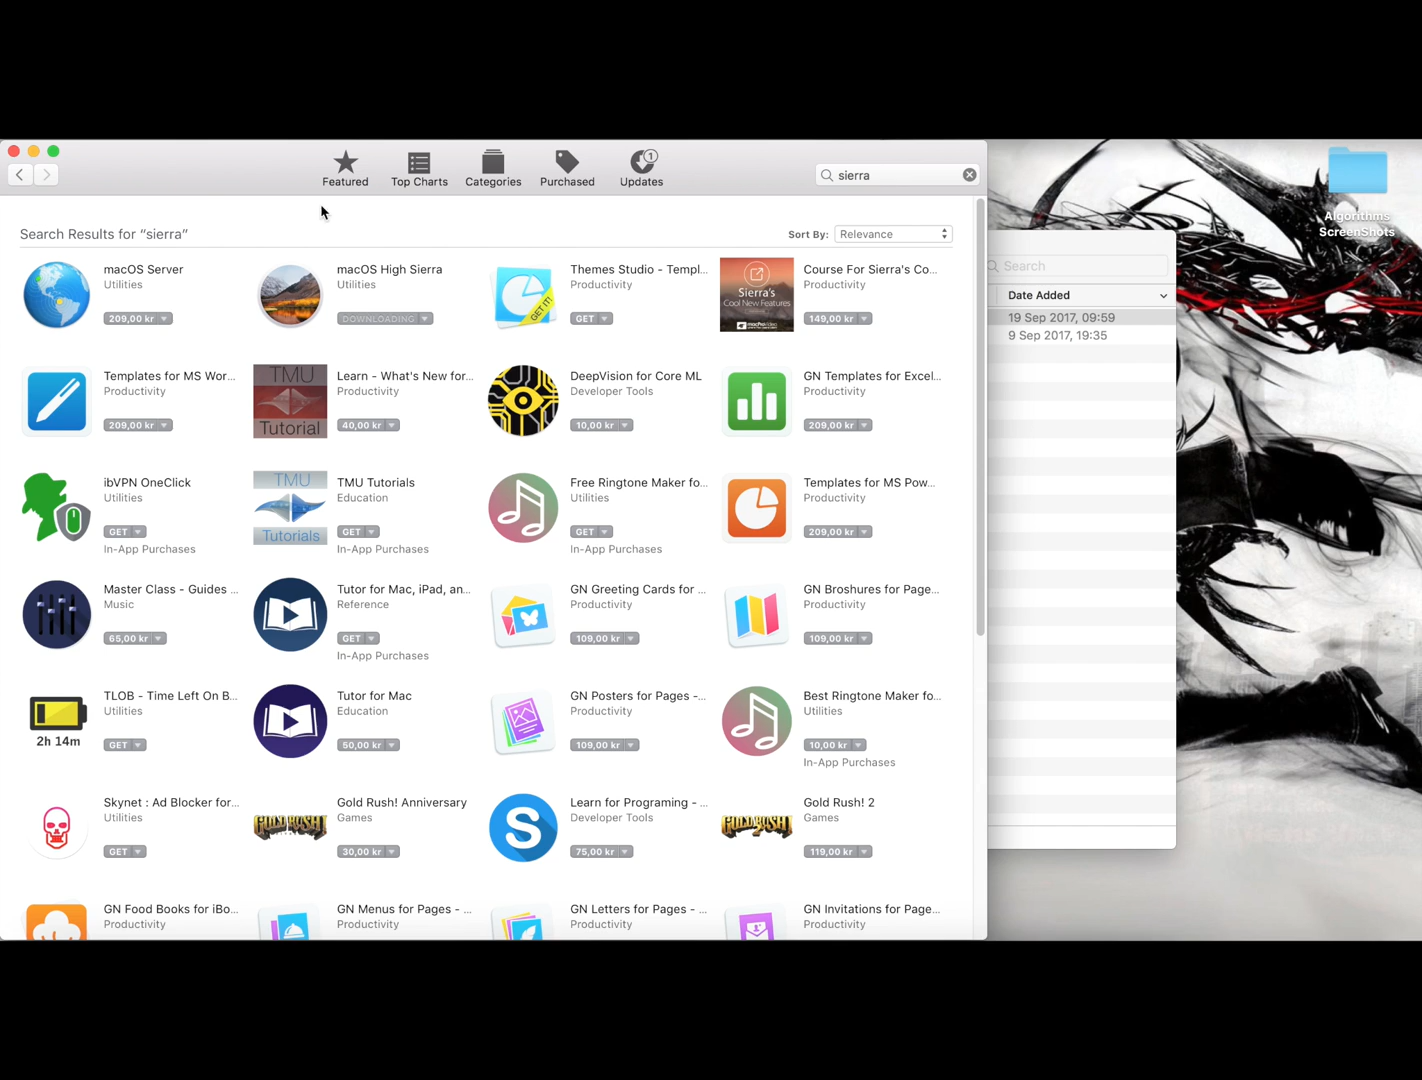 Featured
Top Charts
Categories
Purchased
1
Updates
sierra
Algorithms
ScreenShots
Search Results for “sierra”
Sort By:
Relevance
Search
Date Added
19 Sep 2017, 09:59
9 Sep 2017, 19:35
macOS Server
Utilities
209,00 kr
macOS High Sierra
Utilities
DOWNLOADING
GET IT!
Themes Studio - Templ...
Productivity
GET
Sierra's
Cool New Features
macProVideo
Course For Sierra's Co...
Productivity
149,00 kr
Templates for MS Wor...
Productivity
209,00 kr
TMU
Tutorial
Learn - What's New for...
Productivity
40,00 kr
DeepVision for Core ML
Developer Tools
10,00 kr
GN Templates for Excel...
Productivity
209,00 kr
ibVPN OneClick
Utilities
GET
In-App Purchases
TMU
Tutorials
TMU Tutorials
Education
GET
In-App Purchases
Free Ringtone Maker fo...
Utilities
GET
In-App Purchases
Templates for MS Pow...
Productivity
209,00 kr
Master Class - Guides ...
Music
65,00 kr
Tutor for Mac, iPad, an...
Reference
GET
In-App Purchases
GN Greeting Cards for ...
Productivity
109,00 kr
GN Broshures for Page...
Productivity
109,00 kr
2h 14m
TLOB - Time Left On B...
Utilities
GET
Tutor for Mac
Education
50,00 kr
GN Posters for Pages -...
Productivity
109,00 kr
Best Ringtone Maker fo...
Utilities
10,00 kr
In-App Purchases
Skynet : Ad Blocker for...
Utilities
GET
GOLD RUSH!
Gold Rush! Anniversary
Games
30,00 kr
S
Learn for Programing - ...
Developer Tools
75,00 kr
GOLD RUSH!
2
Gold Rush! 2
Games
119,00 kr
GN Food Books for iBo...
Productivity
GN Menus for Pages - ...
Productivity
GN Letters for Pages - ...
Productivity
GN Invitations for Page...
Productivity